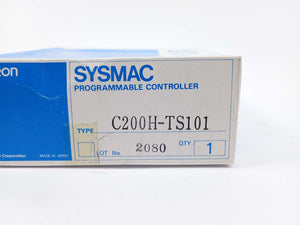 ron
SYSMAC
PROGRAMMABLE CONTROLLER
TYPE C200H-TS101
LOT No. 2080 QTY 1
Corporation MADE IN JAPAN